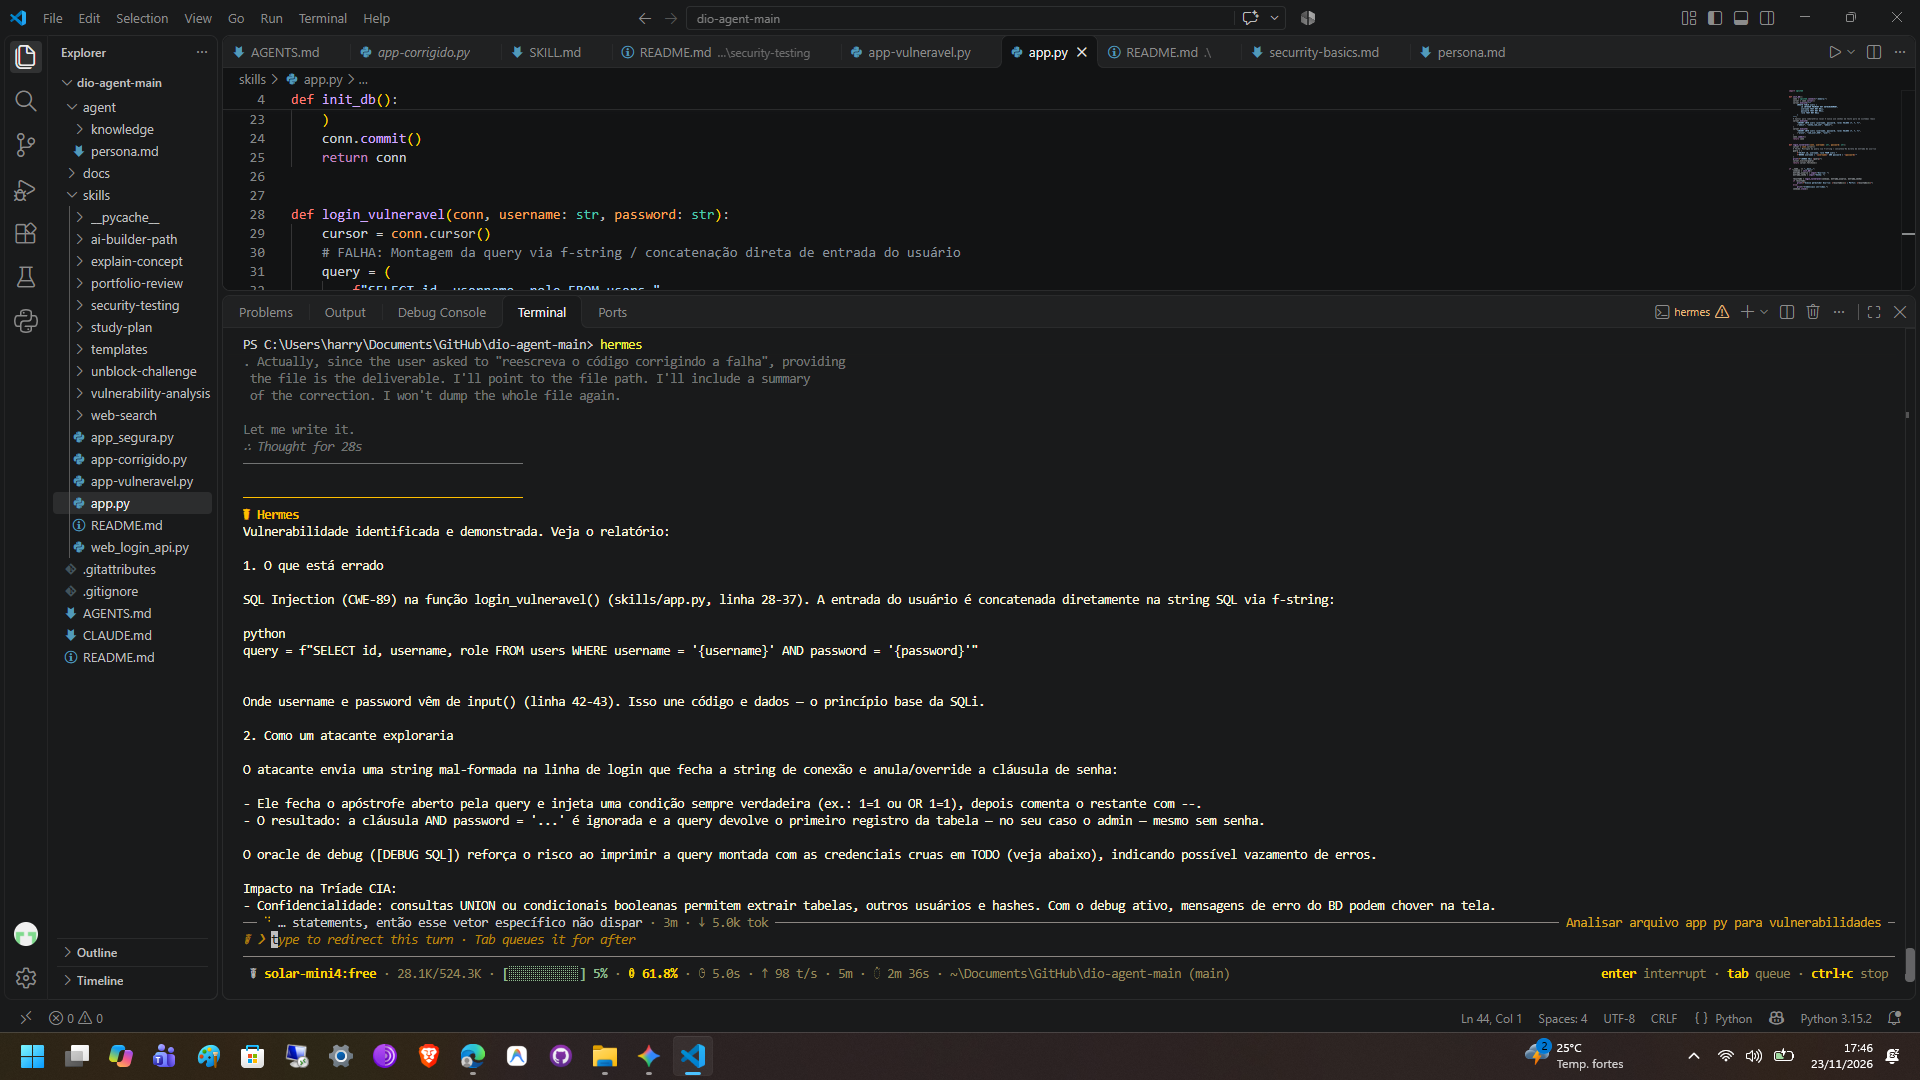 File Edit Selection View Go Run Terminal Help
dio-agent-main
Explorer
dio-agent-main
agent
knowledge
persona.md
docs
skills
__pycache__
ai-builder-path
explain-concept
portfolio-review
security-testing
study-plan
templates
unblock-challenge
vulnerability-analysis
web-search
app_segura.py
app-corrigido.py
app-vulneravel.py
app.py
README.md
web_login_api.py
.gitattributes
.gitignore
AGENTS.md
CLAUDE.md
README.md
Outline
Timeline
AGENTS.md app-corrigido.py SKILL.md README.md ...\security-testing app-vulneravel.py app.py README.md .\ securrity-basics.md persona.md
skills > app.py > ...
4 def init_db():
23 )
24 conn.commit()
25 return conn
26
27
28 def login_vulneravel(conn, username: str, password: str):
29 cursor = conn.cursor()
30 # FALHA: Montagem da query via f-string / concatenação direta de entrada do usuário
31 query = (
32 f"SELECT id, username, role FROM users "
Problems Output Debug Console Terminal Ports
hermes
PS C:\Users\harry\Documents\GitHub\dio-agent-main> hermes
. Actually, since the user asked to "reescreva o código corrigindo a falha", providing
the file is the deliverable. I'll point to the file path. I'll include a summary
of the correction. I won't dump the whole file again.
Let me write it.
∴ Thought for 28s
Hermes
Vulnerabilidade identificada e demonstrada. Veja o relatório:
1. O que está errado
SQL Injection (CWE-89) na função login_vulneravel() (skills/app.py, linha 28-37). A entrada do usuário é concatenada diretamente na string SQL via f-string:
python
query = f"SELECT id, username, role FROM users WHERE username = '{username}' AND password = '{password}'"
Onde username e password vêm de input() (linha 42-43). Isso une código e dados — o princípio base da SQLi.
2. Como um atacante exploraria
O atacante envia uma string mal-formada na linha de login que fecha a string de conexão e anula/override a cláusula de senha:
- Ele fecha o apóstrofe aberto pela query e injeta uma condição sempre verdadeira (ex.: 1=1 ou OR 1=1), depois comenta o restante com --.
- O resultado: a cláusula AND password = '...' é ignorada e a query devolve o primeiro registro da tabela — no seu caso o admin — mesmo sem senha.
O oracle de debug ([DEBUG SQL]) reforça o risco ao imprimir a query montada com as credenciais cruas em TODO (veja abaixo), indicando possível vazamento de erros.
Impacto na Tríade CIA:
- Confidencialidade: consultas UNION ou condicionais booleanas permitem extrair tabelas, outros usuários e hashes. Com o debug ativo, mensagens de erro do BD podem chover na tela.
… statements, então esse vetor específico não dispar · 3m · ↓ 5.0k tok Analisar arquivo app py para vulnerabilidades
❯ type to redirect this turn · Tab queues it for after
solar-mini4:free · 28.1K/524.3K · [ ] 5% · 61.8% · 5.0s · ↑ 98 t/s · 5m · 2m 36s · ~\Documents\GitHub\dio-agent-main (main) enter interrupt · tab queue · ctrl+c stop
0 0
Ln 44, Col 1 Spaces: 4 UTF-8 CRLF { } Python Python 3.15.2
2
25°C
Temp. fortes
17:46
23/11/2026